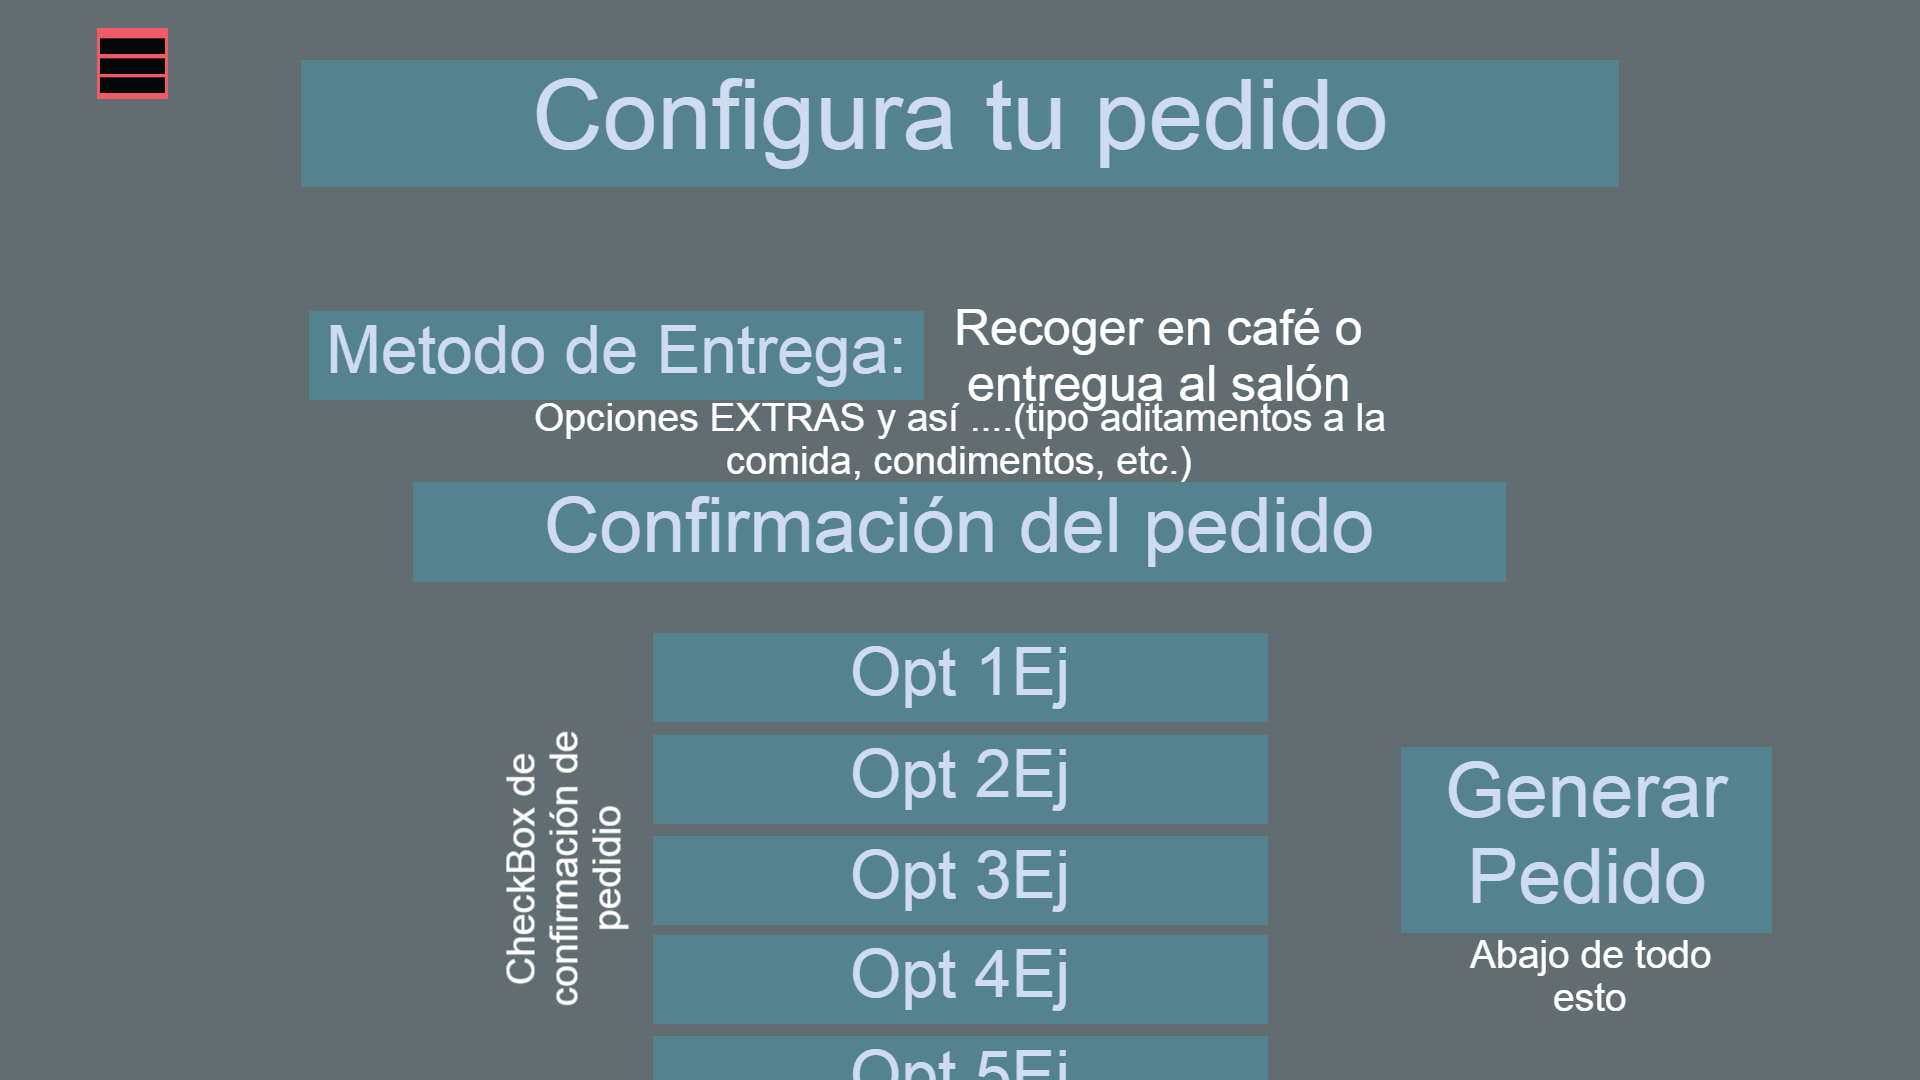 Configura tu pedido
Metodo de Entrega:
Recoger en café o
entregua al salón
Opciones EXTRAS y así ....(tipo aditamentos a la
comida, condimentos, etc.)
Confirmación del pedido
CheckBox de
confirmación de
pedidio
Opt 1Ej
Opt 2Ej
Opt 3Ej
Opt 4Ej
Opt 5Ej
Generar
Pedido
Abajo de todo
esto